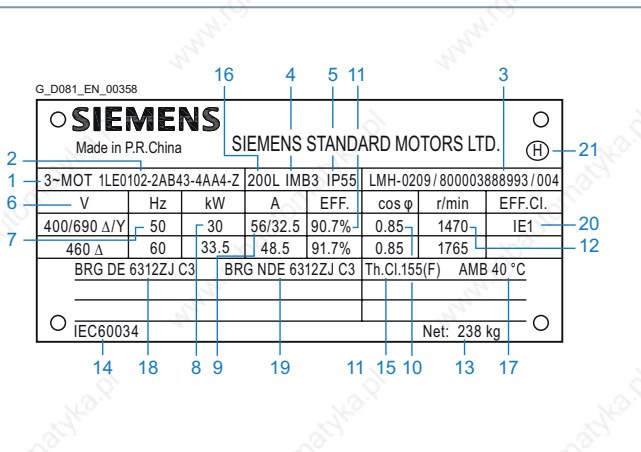 G_D081_EN_00358
16 4 5 11 3
SIEMENS
Made in P.R.China
SIEMENS STANDARD MOTORS LTD.
H 21
2
1 3~MOT 1LE0102-2AB43-4AA4-Z 200L IMB3 IP55 LMH-0209/800003888993/004
6 V Hz kW A EFF. cos φ r/min EFF.CI.
400/690 Δ/Y 50 30 56/32.5 90.7% 0.85 1470 IE1 20
7 12
460 Δ 60 33.5 48.5 91.7% 0.85 1765
BRG DE 6312ZJ C3 BRG NDE 6312ZJ C3 Th.Cl.155(F) AMB 40 °C
IEC60034 Net: 238 kg
14 18 8 9 19 11 15 10 13 17